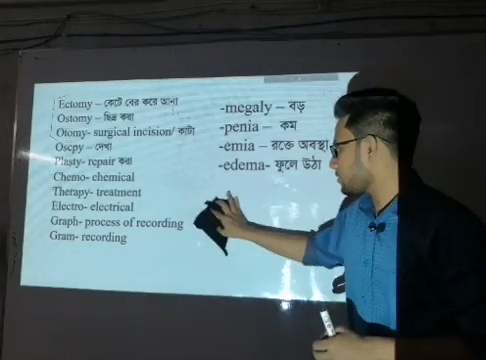 Ectomy – কেটে বের করে আনা
Ostomy – ছিদ্র করা
Otomy- surgical incision/ কাটা
Oscpy – দেখা
Plasty- repair করা
Chemo- chemical
Therapy- treatment
Electro- electrical
Graph- process of recording
Gram- recording
-megaly – বড়
-penia – কম
-emia – রক্তে অবস্থা
-edema- ফুলে উঠা